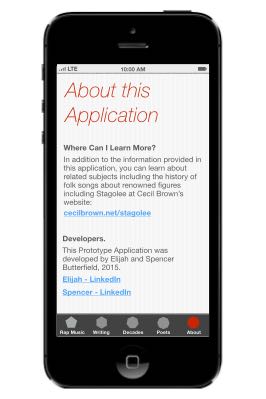 LTE 10:00 AM
About this
Application
Where Can I Learn More?
In addition to the information provided in
this application, you can learn about
related subjects including the history of
folk songs about renowned figures
including Stagolee at Cecil Brown's
website:
cecilbrown.net/stagolee
Developers.
This Prototype Application was
developed by Elijah and Spencer
Butterfield, 2015.
Elijah - LinkedIn
Spencer - LinkedIn
Rap Music Writing Decades Poets About